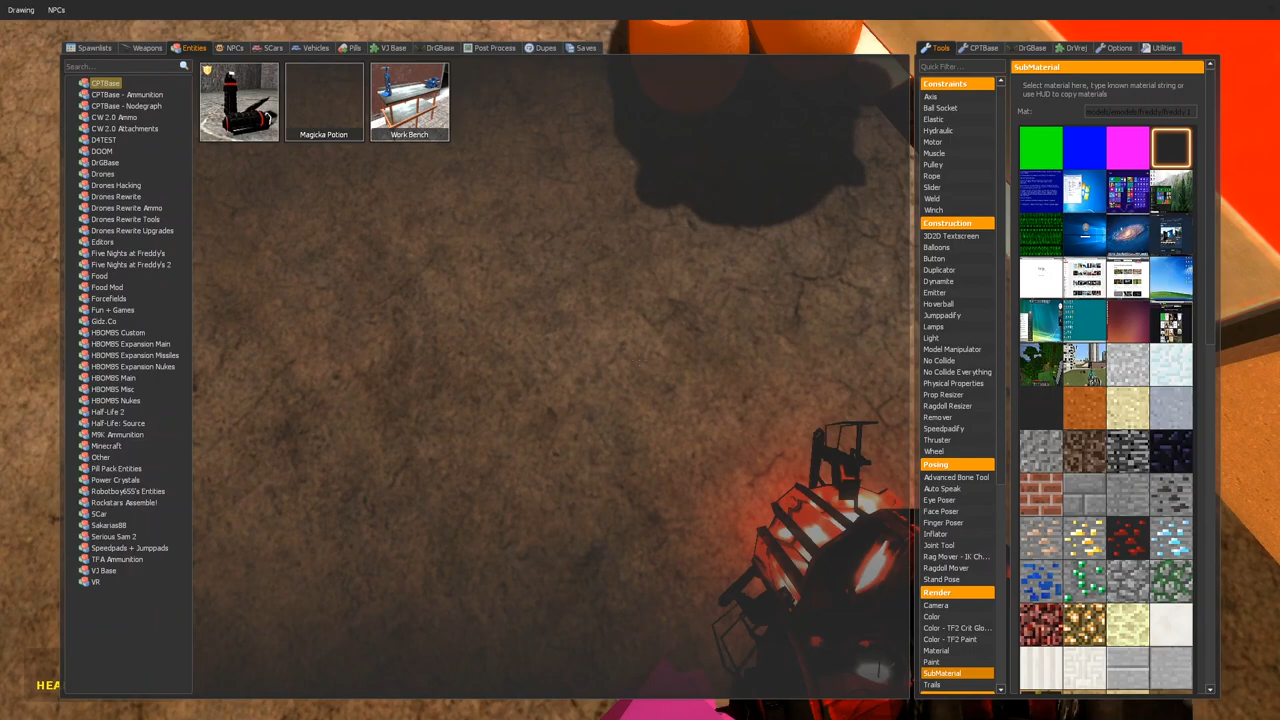 Drawing NPCs
Spawnlists Weapons Entities NPCs SCars Vehicles Pills VJ Base DrGBase Post Process Dupes Saves
Search...
CPTBase
CPTBase - Ammunition
CPTBase - Nodegraph
CW 2.0 Ammo
CW 2.0 Attachments
D4TEST
DOOM
DrGBase
Drones
Drones Hacking
Drones Rewrite
Drones Rewrite Ammo
Drones Rewrite Tools
Drones Rewrite Upgrades
Editors
Five Nights at Freddy's
Five Nights at Freddy's 2
Food
Food Mod
Forcefields
Fun + Games
Gidz.Co
HBOMBS Custom
HBOMBS Expansion Main
HBOMBS Expansion Missiles
HBOMBS Expansion Nukes
HBOMBS Main
HBOMBS Misc
HBOMBS Nukes
Half-Life 2
Half-Life: Source
M9K Ammunition
Minecraft
Other
Pill Pack Entities
Power Crystals
Robotboy655's Entities
Rockstars Assemble!
SCar
Sakarias88
Serious Sam 2
Speedpads + Jumppads
TFA Ammunition
VJ Base
VR
Magicka Potion
Work Bench
HEA
Tools CPTBase DrGBase DrVrej Options Utilities
Quick Filter...
Constraints
Axis
Ball Socket
Elastic
Hydraulic
Motor
Muscle
Pulley
Rope
Slider
Weld
Winch
Construction
3D2D Textscreen
Balloons
Button
Duplicator
Dynamite
Emitter
Hoverball
Jumppadify
Lamps
Light
Model Manipulator
No Collide
No Collide Everything
Physical Properties
Prop Resizer
Ragdoll Resizer
Remover
Speedpadify
Thruster
Wheel
Posing
Advanced Bone Tool
Auto Speak
Eye Poser
Face Poser
Finger Poser
Inflator
Joint Tool
Rag Mover - IK Ch...
Ragdoll Mover
Stand Pose
Render
Camera
Color
Color - TF2 Crit Glo...
Color - TF2 Paint
Material
Paint
SubMaterial
Trails
SubMaterial
Select material here, type known material string or
use HUD to copy materials
Mat: